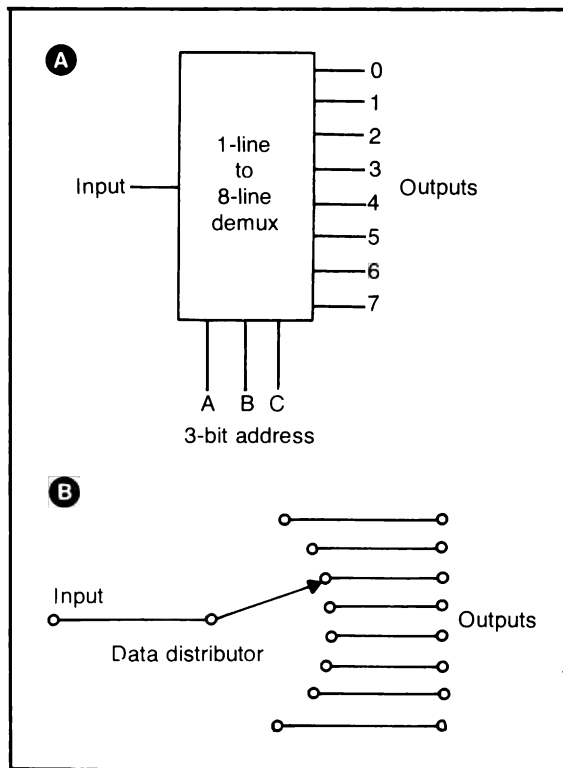 A
0
1
2
3
4
5
6
7
1-line
to
8-line
demux
Input
Outputs
A B C
3-bit address
B
Input
Data distributor
Outputs